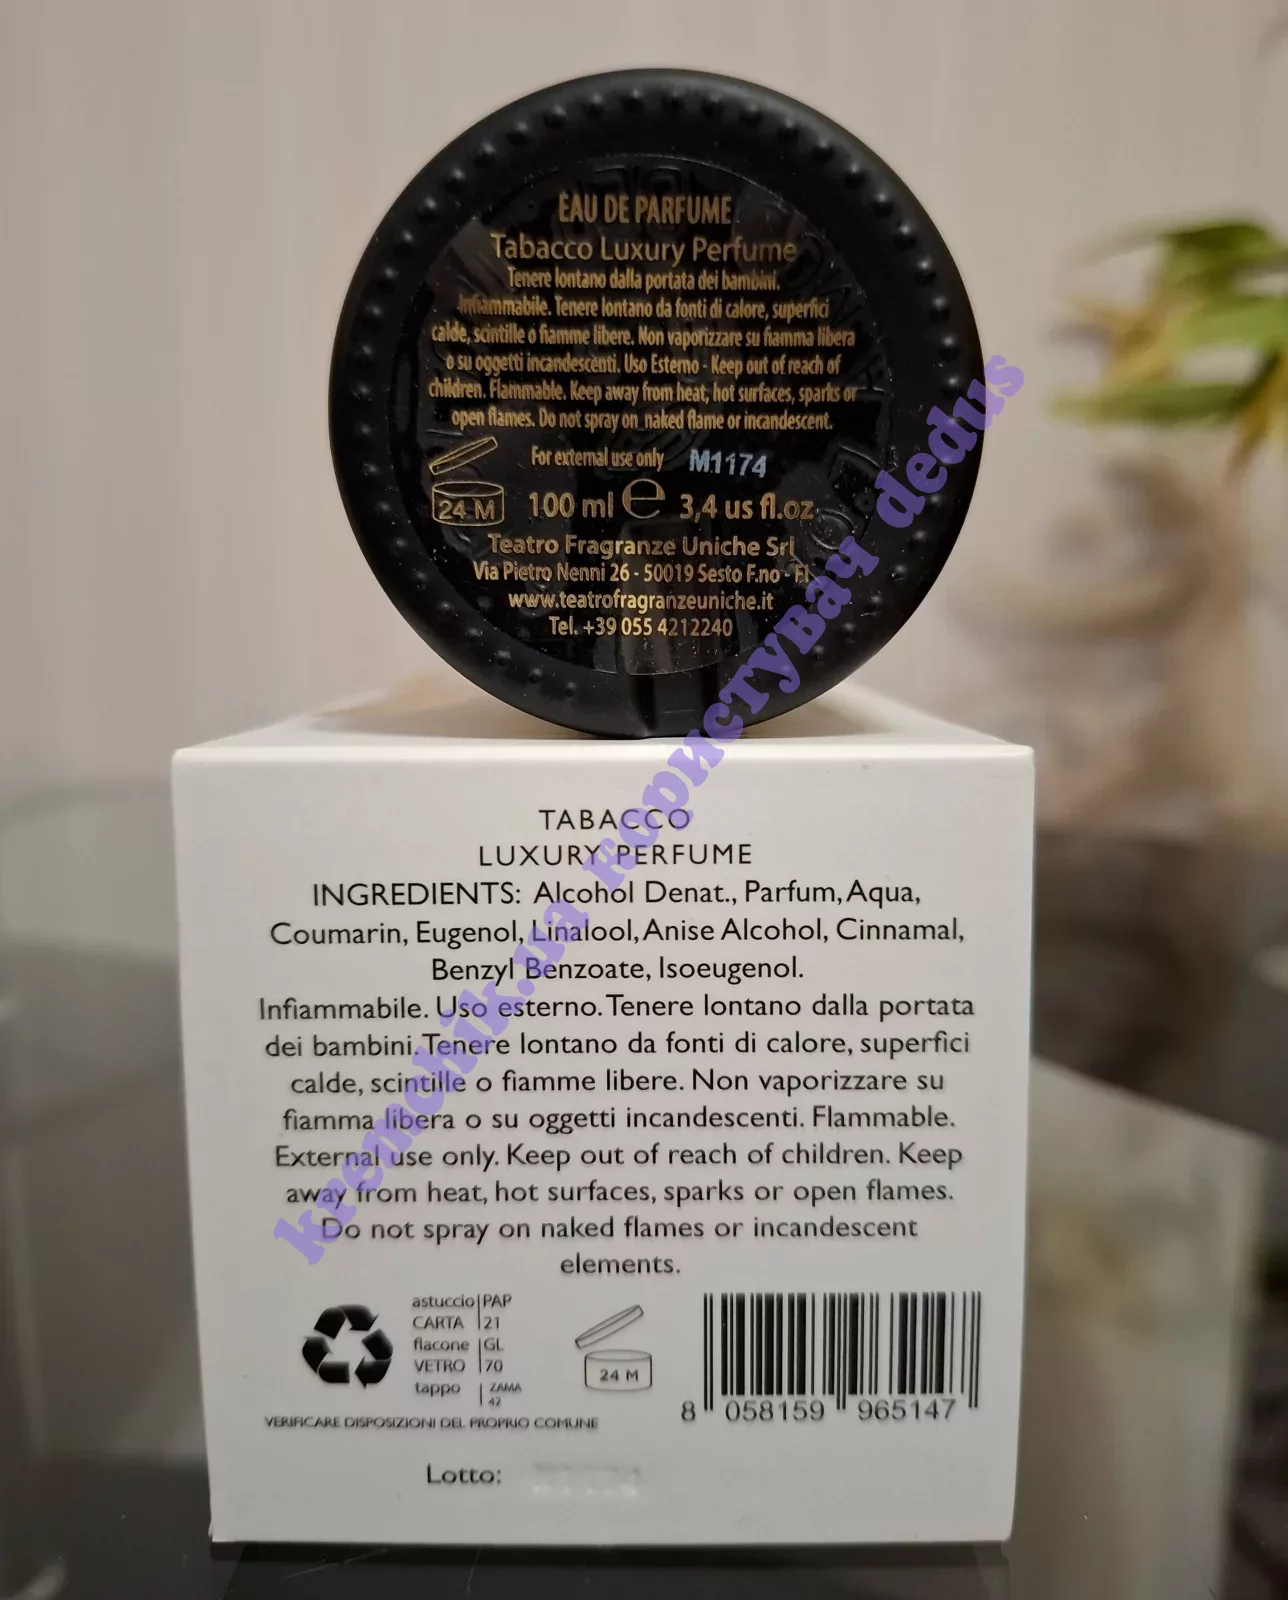 EAU DE PARFUME
Tabacco Luxury Perfume
Tenere lontano dalla portata dei bambini.
Infiammabile. Tenere lontano da fonti di calore, superfici
calde, scintille o fiamme libere. Non vaporizzare su fiamma libera
o su oggetti incandescenti. Uso Esterno - Keep out of reach of
children. Flammable. Keep away from heat, hot surfaces, sparks or
open flames. Do not spray on naked flame or incandescent.
For external use only M1174
24 M 100 ml e 3,4 us fl.oz
Teatro Fragranze Uniche Srl
Via Pietro Nenni 26 - 50019 Sesto F.no - FI
www.teatrofragranzeuniche.it
Tel. +39 055 4212240
TABACCO
LUXURY PERFUME
INGREDIENTS: Alcohol Denat., Parfum, Aqua,
Coumarin, Eugenol, Linalool, Anise Alcohol, Cinnamal,
Benzyl Benzoate, Isoeugenol.
Infiammabile. Uso esterno. Tenere lontano dalla portata
dei bambini. Tenere lontano da fonti di calore, superfici
calde, scintille o fiamme libere. Non vaporizzare su
fiamma libera o su oggetti incandescenti. Flammable.
External use only. Keep out of reach of children. Keep
away from heat, hot surfaces, sparks or open flames.
Do not spray on naked flames or incandescent
elements.
astuccio PAP
CARTA 21
flacone GL
VETRO 70
tappo ZAMA
42
VERIFICARE DISPOSIZIONI DEL PROPRIO COMUNE
24 M
8 058159 965147
Lotto:
kremchik.ua користувач dedus